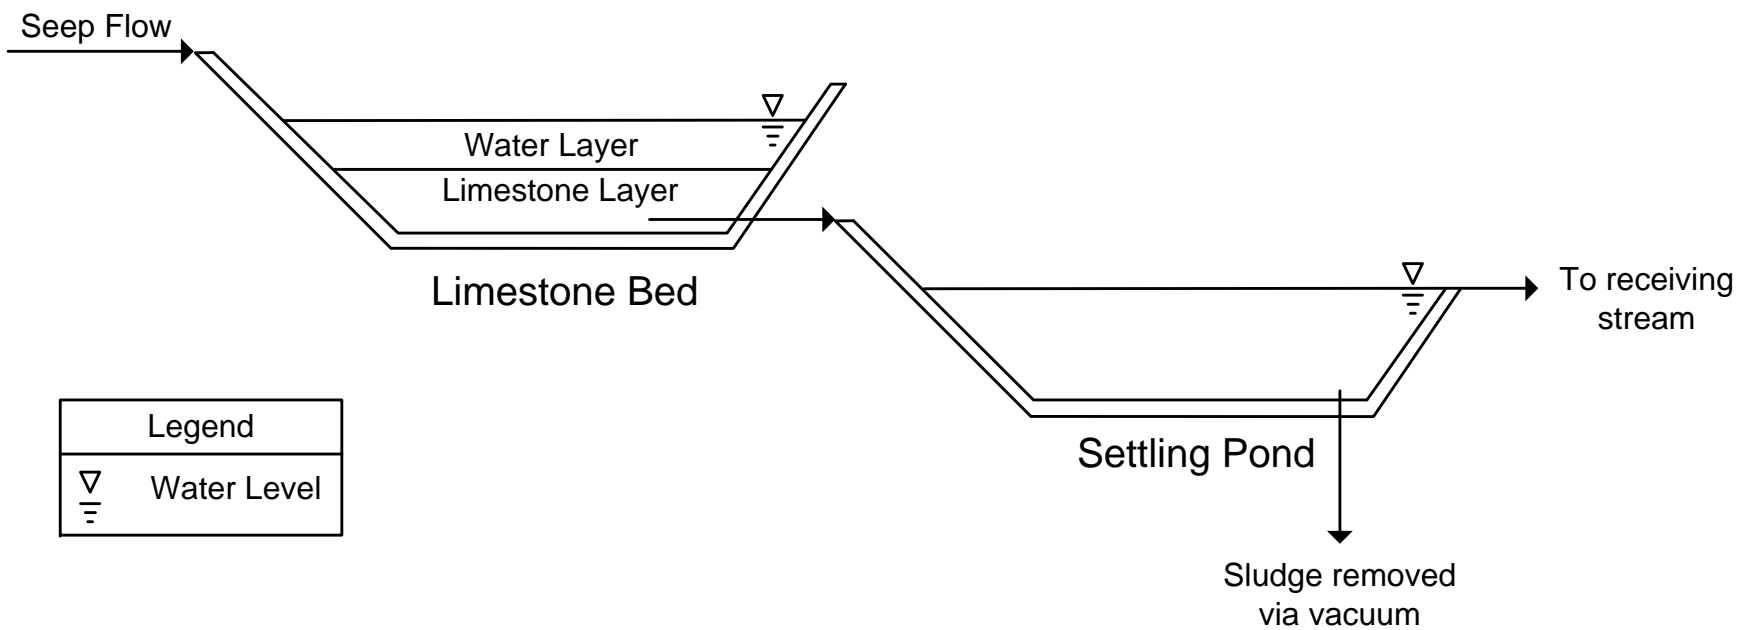 Seep Flow
Water Layer
Limestone Layer
Limestone Bed
To receiving
stream
Legend
Water Level
Settling Pond
Sludge removed
via vacuum